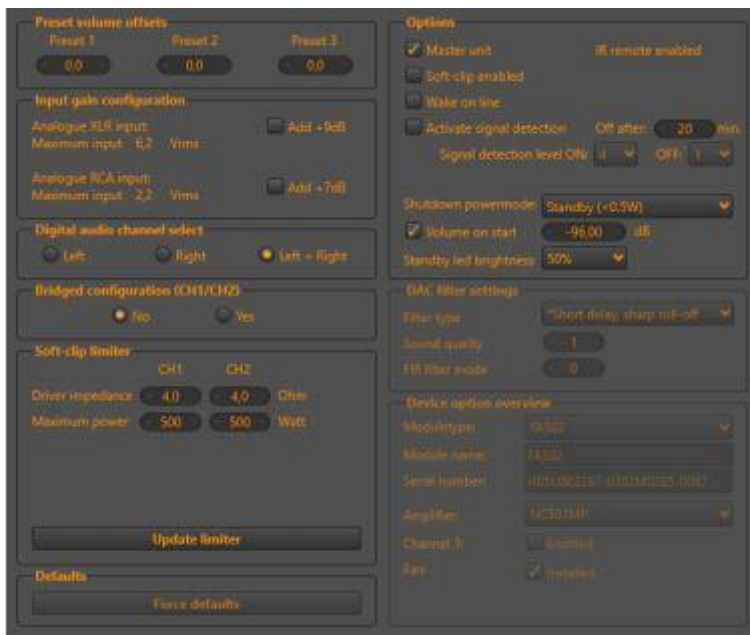 Preset volume offsets
Preset 1 Preset 2 Preset 3
0,0 0,0 0,0
Input gain configuration
Analogue XLR input:
Maximum input 6,2 Vrms
Add +9dB
Analogue RCA input:
Maximum input 2,2 Vrms
Add +7dB
Digital audio channel select
Left Right Left + Right
Bridged configuration (CH1/CH2)
No Yes
Soft-clip limiter
CH1 CH2
Driver impedance 4,0 4,0 Ohm
Maximum power 500 500 Watt
Update limiter
Defaults
Force defaults
Options
Master unit IR remote enabled
Soft-clip enabled
Wake on line
Activate signal detection Off after: 20 min.
Signal detection level ON: OFF:
Shutdown powermode: Standby (<0,5W)
Volume on start -96,00 dB
Standby led brightness: 50%
DAC filter settings
Filter type *Short delay, sharp roll-off
Sound quality 1
FIR filter mode 0
Device option overview
Moduletype: FA502
Module name: FA502
Serial number:
Amplifier: NC502MP
Channel 3: Enabled
Fan: Installed